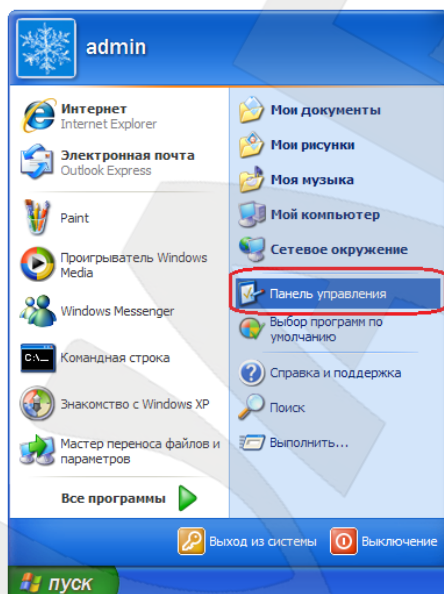 admin
Интернет
Internet Explorer
Электронная почта
Outlook Express
Paint
Проигрыватель Windows
Media
Windows Messenger
C:\_
Командная строка
Знакомство с Windows XP
Мастер переноса файлов и
параметров
Все программы
Мои документы
Мои рисунки
Моя музыка
Мой компьютер
Сетевое окружение
Панель управления
Выбор программ по
умолчанию
Справка и поддержка
Поиск
Выполнить...
Выход из системы
Выключение
пуск